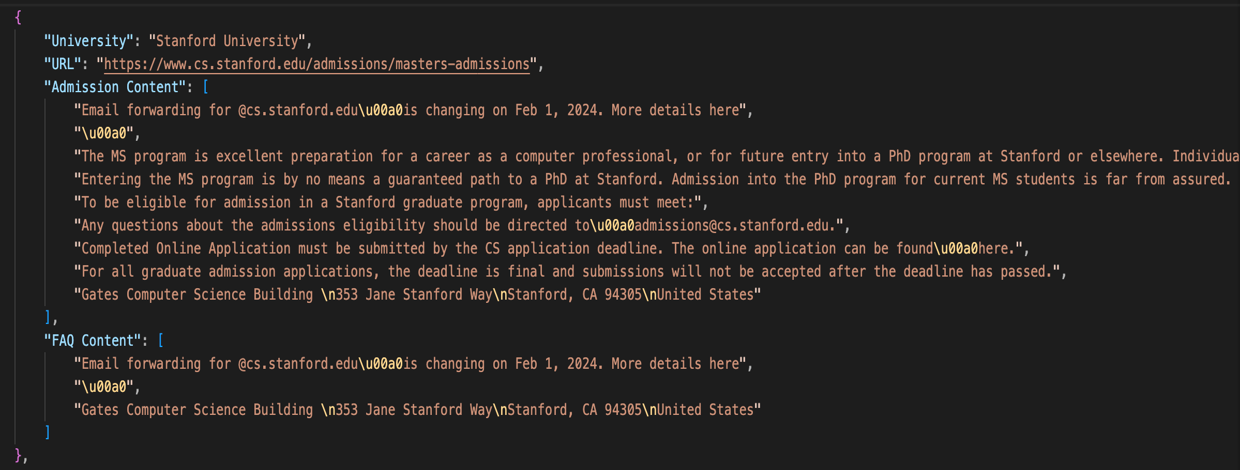 {
"University": "Stanford University",
"URL": "https://www.cs.stanford.edu/admissions/masters-admissions",
"Admission Content": [
"Email forwarding for @cs.stanford.edu\u00a0is changing on Feb 1, 2024. More details here",
"\u00a0",
"The MS program is excellent preparation for a career as a computer professional, or for future entry into a PhD program at Stanford or elsewhere. Individua
"Entering the MS program is by no means a guaranteed path to a PhD at Stanford. Admission into the PhD program for current MS students is far from assured.
"To be eligible for admission in a Stanford graduate program, applicants must meet:",
"Any questions about the admissions eligibility should be directed to\u00a0admissions@cs.stanford.edu.",
"Completed Online Application must be submitted by the CS application deadline. The online application can be found\u00a0here.",
"For all graduate admission applications, the deadline is final and submissions will not be accepted after the deadline has passed.",
"Gates Computer Science Building \n353 Jane Stanford Way\nStanford, CA 94305\nUnited States"
],
"FAQ Content": [
"Email forwarding for @cs.stanford.edu\u00a0is changing on Feb 1, 2024. More details here",
"\u00a0",
"Gates Computer Science Building \n353 Jane Stanford Way\nStanford, CA 94305\nUnited States"
]
},